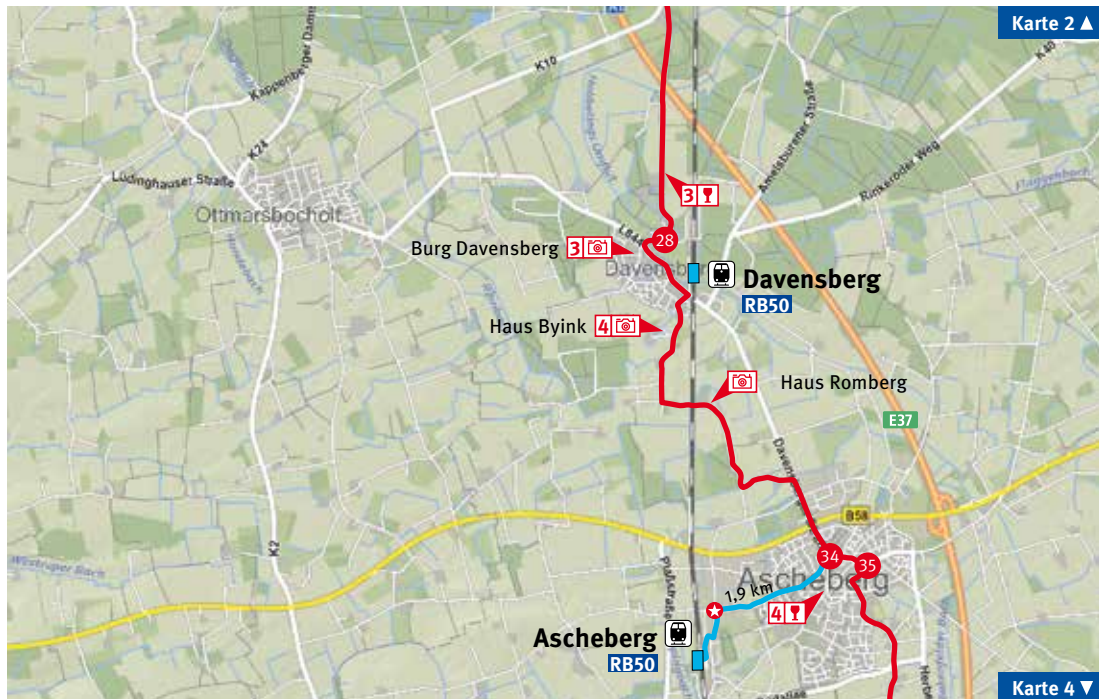 Karte 2 ▲
K10
K40
Kappenberger Damm
K24
Lüdinghauser Straße
Ottmarsbocholt
Amelsbürener Straße
Rinkeroder Weg
Flaggenbach
3
L844
28
Burg Davensberg 3
Davensberg
Davensberg
RB50
Haus Byink 4
Haus Romberg
E37
B58
K2
34
35
Ascheberg
1,9 km
4
Ascheberg
RB50
Karte 4 ▼